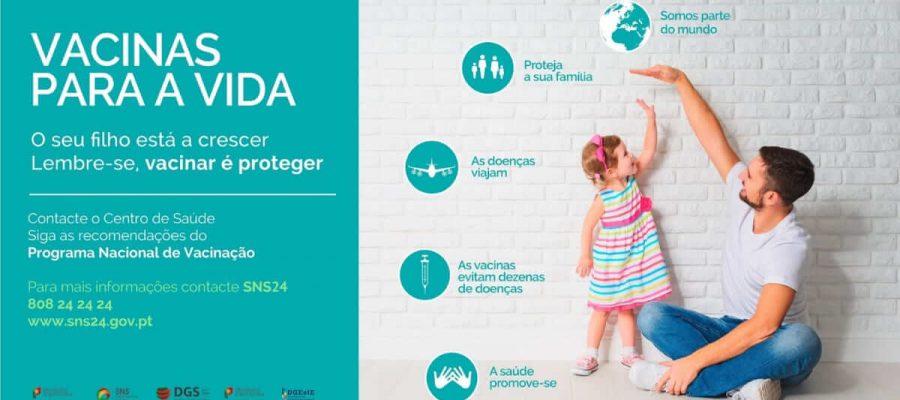 VACINAS
PARA A VIDA
O seu filho está a crescer
Lembre-se, vacinar é proteger
Contacte o Centro de Saúde
Siga as recomendações do
Programa Nacional de Vacinação
Para mais informações contacte SNS24
808 24 24 24
www.sns24.gov.pt
SNS
DGS
DGEstE
Somos parte
do mundo
Proteja
a sua família
As doenças
viajam
As vacinas
evitam dezenas
de doenças
A saúde
promove-se